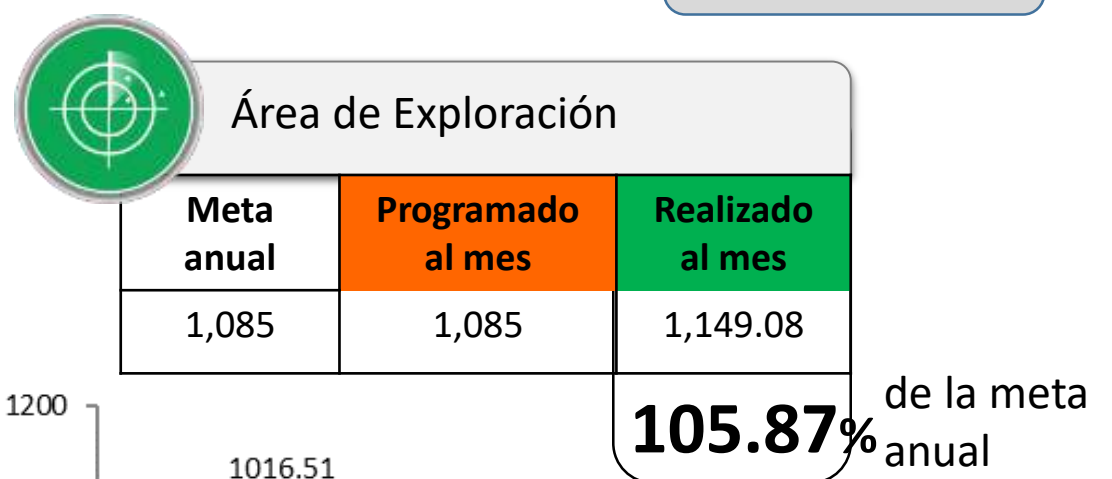 Área de Exploración
Meta anual
Programado al mes
Realizado al mes
1,085
1,085
1,149.08
105.87%
de la meta
anual
1200
1016.51